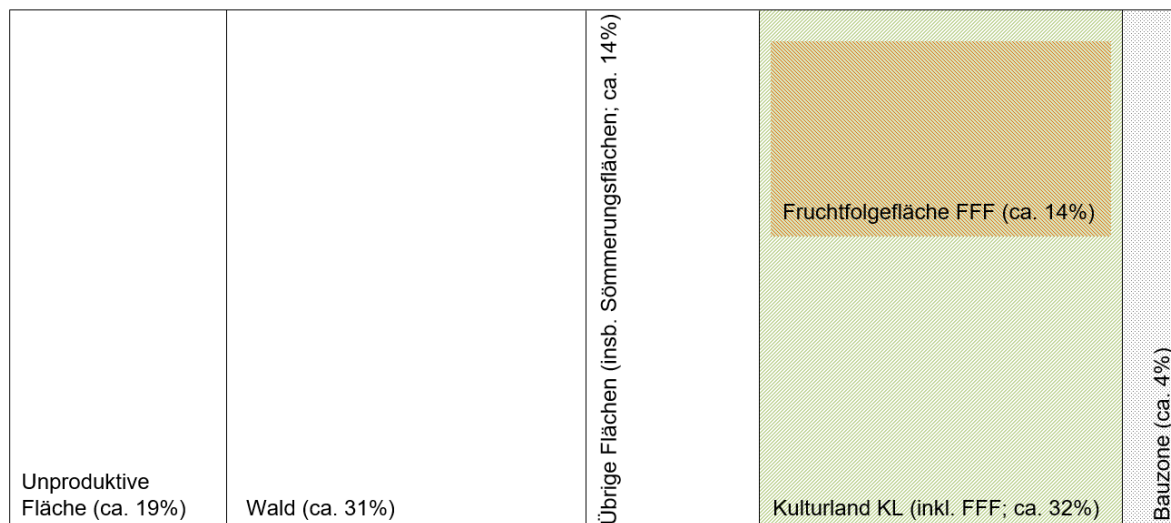 Unproduktive
Fläche (ca. 19%)
Wald (ca. 31%)
Übrige Flächen (insb. Sömmerungsflächen; ca. 14%)
Fruchtfolgefläche FFF (ca. 14%)
Kulturland KL (inkl. FFF; ca. 32%)
Bauzone (ca. 4%)